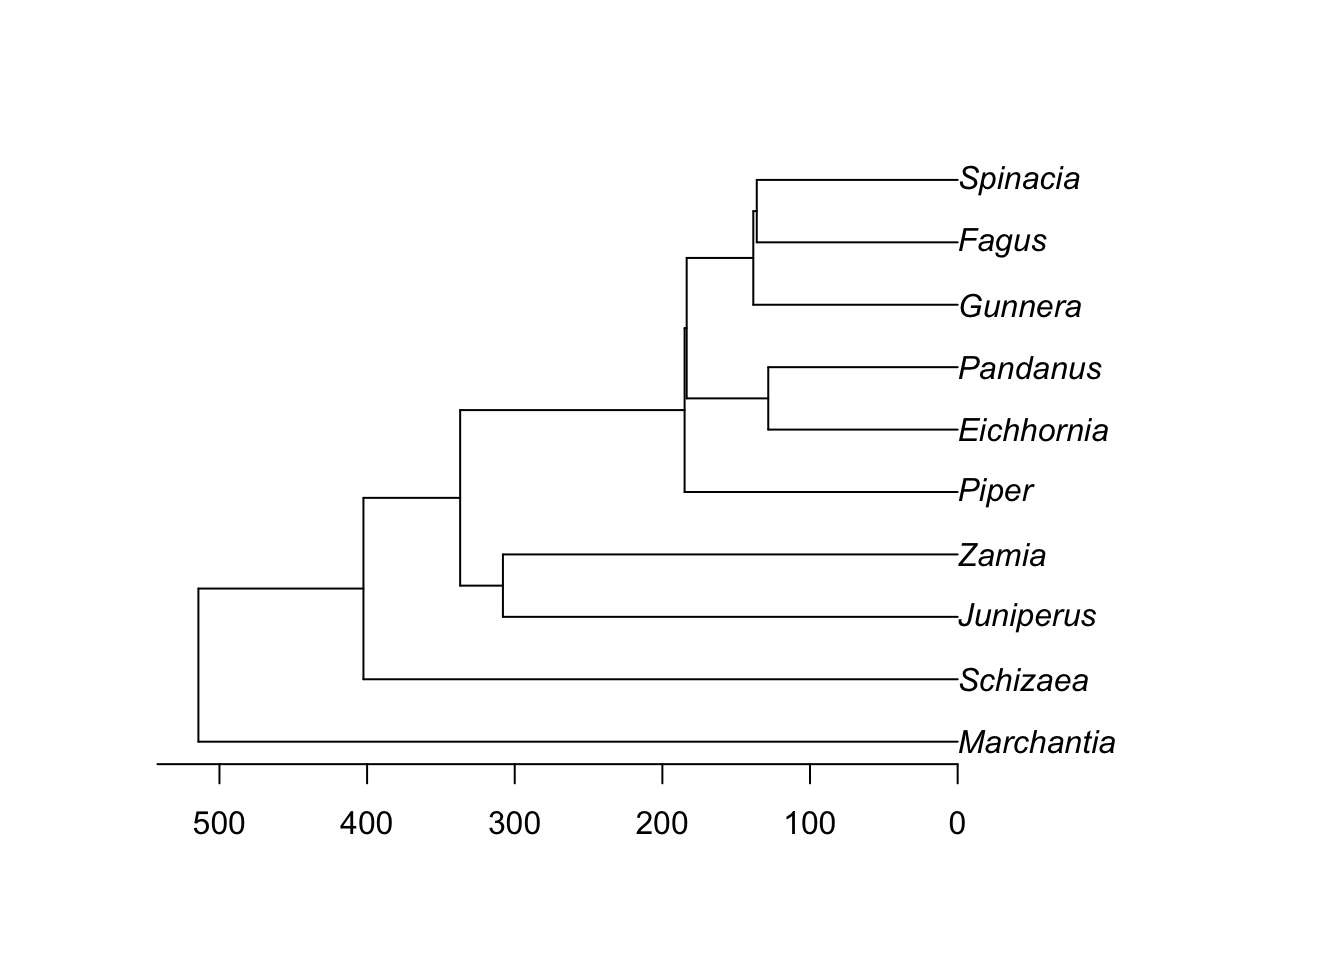 Spinacia
Fagus
Gunnera
Pandanus
Eichhornia
Piper
Zamia
Juniperus
Schizaea
Marchantia
500 400 300 200 100 0